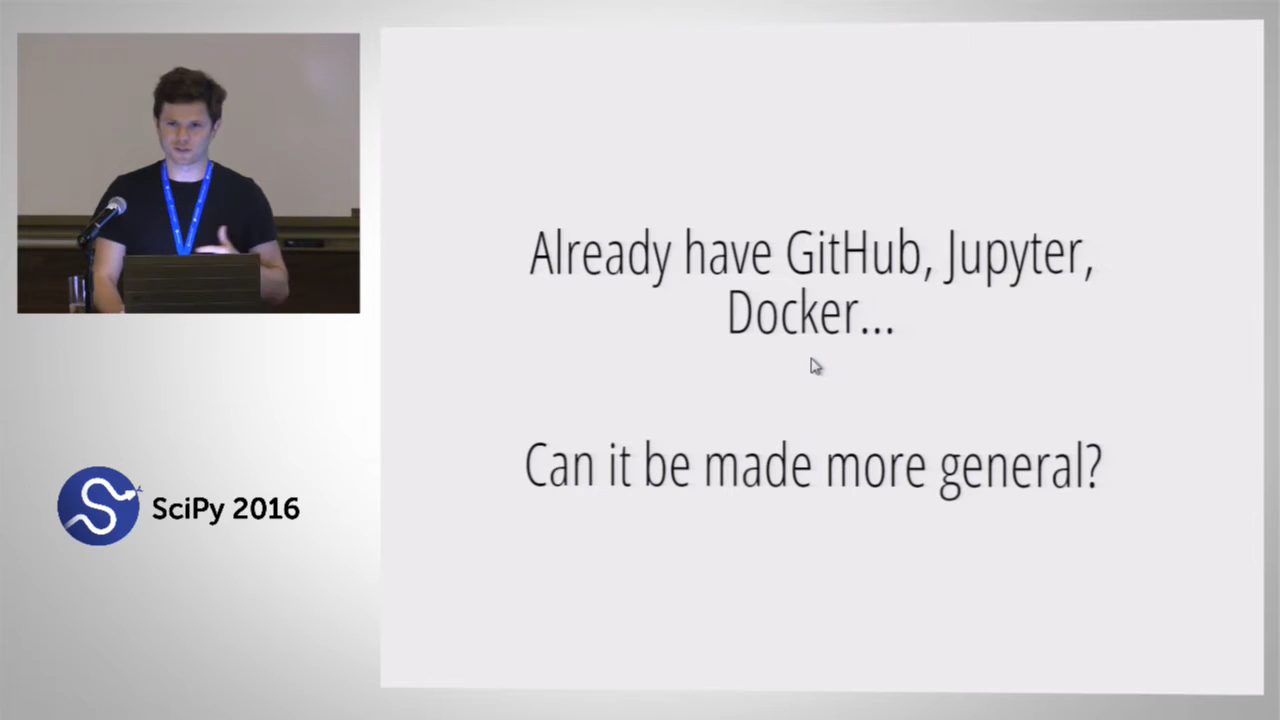 Already have GitHub, Jupyter,
Docker...
Can it be made more general?
SciPy 2016